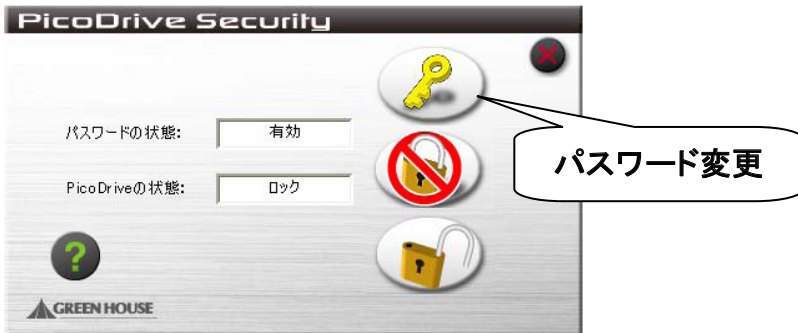 PicoDrive Security
パスワードの状態: 有効
パスワード変更
PicoDriveの状態: ロック
?
GREEN HOUSE